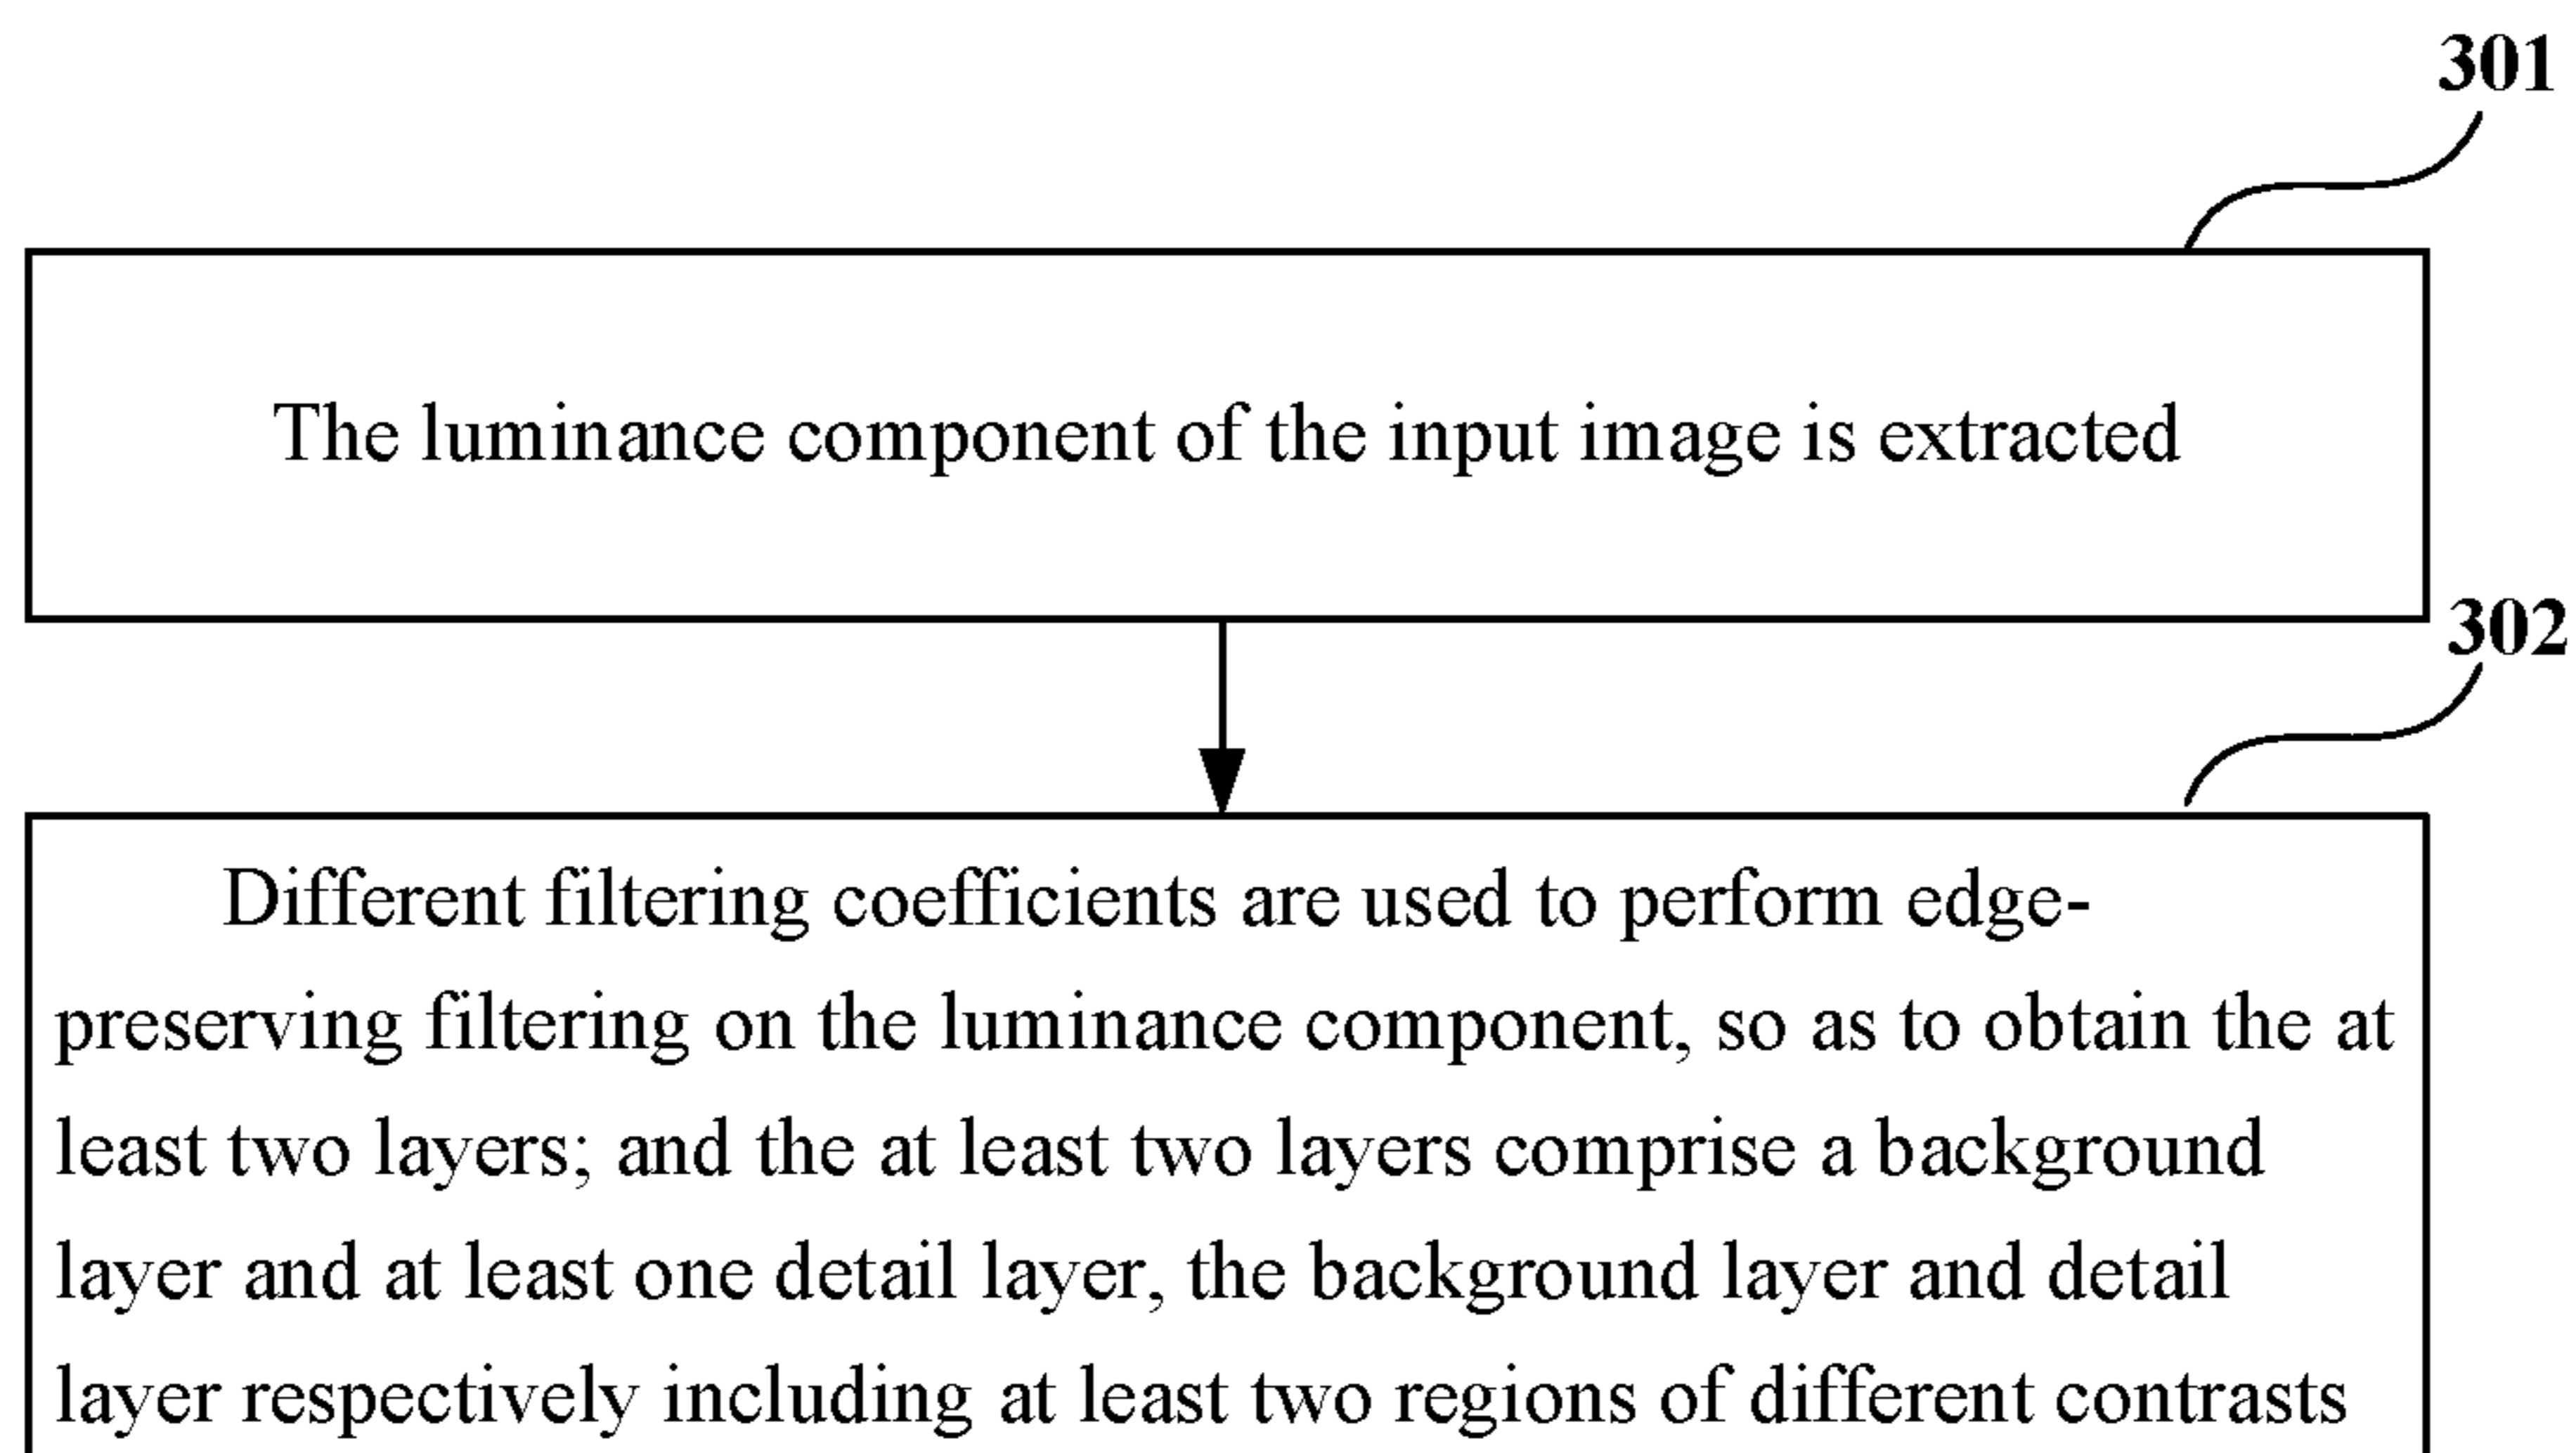 301
The luminance component of the input image is extracted
302
Different filtering coefficients are used to perform edge-
preserving filtering on the luminance component, so as to obtain the at
least two layers; and the at least two layers comprise a background
layer and at least one detail layer, the background layer and detail
layer respectively including at least two regions of different contrasts